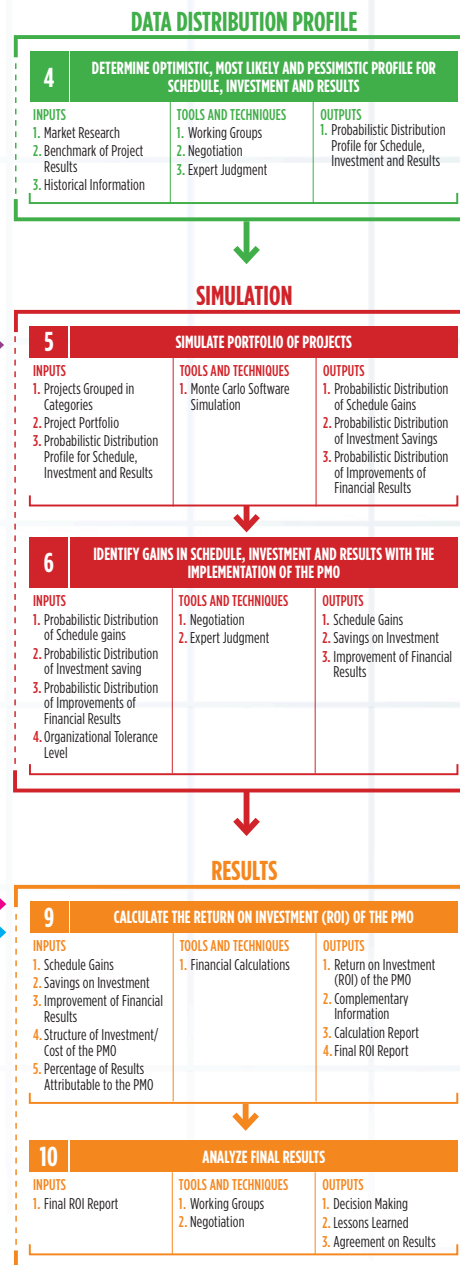 DATA DISTRIBUTION PROFILE
4
DETERMINE OPTIMISTIC, MOST LIKELY AND PESSIMISTIC PROFILE FOR
SCHEDULE, INVESTMENT AND RESULTS
INPUTS
1. Market Research
2. Benchmark of Project
Results
3. Historical Information
TOOLS AND TECHNIQUES
1. Working Groups
2. Negotiation
3. Expert Judgment
OUTPUTS
1. Probabilistic Distribution
Profile for Schedule,
Investment and Results
SIMULATION
5
SIMULATE PORTFOLIO OF PROJECTS
INPUTS
1. Projects Grouped in
Categories
2. Project Portfolio
3. Probabilistic Distribution
Profile for Schedule,
Investment and Results
TOOLS AND TECHNIQUES
1. Monte Carlo Software
Simulation
OUTPUTS
1. Probabilistic Distribution
of Schedule Gains
2. Probabilistic Distribution
of Investment Savings
3. Probabilistic Distribution
of Improvements of
Financial Results
6
IDENTIFY GAINS IN SCHEDULE, INVESTMENT AND RESULTS WITH THE
IMPLEMENTATION OF THE PMO
INPUTS
1. Probabilistic Distribution
of Schedule gains
2. Probabilistic Distribution
of Investment saving
3. Probabilistic Distribution
of Improvements of
Financial Results
4. Organizational Tolerance
Level
TOOLS AND TECHNIQUES
1. Negotiation
2. Expert Judgment
OUTPUTS
1. Schedule Gains
2. Savings on Investment
3. Improvement of Financial
Results
RESULTS
9
CALCULATE THE RETURN ON INVESTMENT (ROI) OF THE PMO
INPUTS
1. Schedule Gains
2. Savings on Investment
3. Improvement of Financial
Results
4. Structure of Investment/
Cost of the PMO
5. Percentage of Results
Attributable to the PMO
TOOLS AND TECHNIQUES
1. Financial Calculations
OUTPUTS
1. Return on Investment
(ROI) of the PMO
2. Complementary
Information
3. Calculation Report
4. Final ROI Report
10
ANALYZE FINAL RESULTS
INPUTS
1. Final ROI Report
TOOLS AND TECHNIQUES
1. Working Groups
2. Negotiation
OUTPUTS
1. Decision Making
2. Lessons Learned
3. Agreement on Results